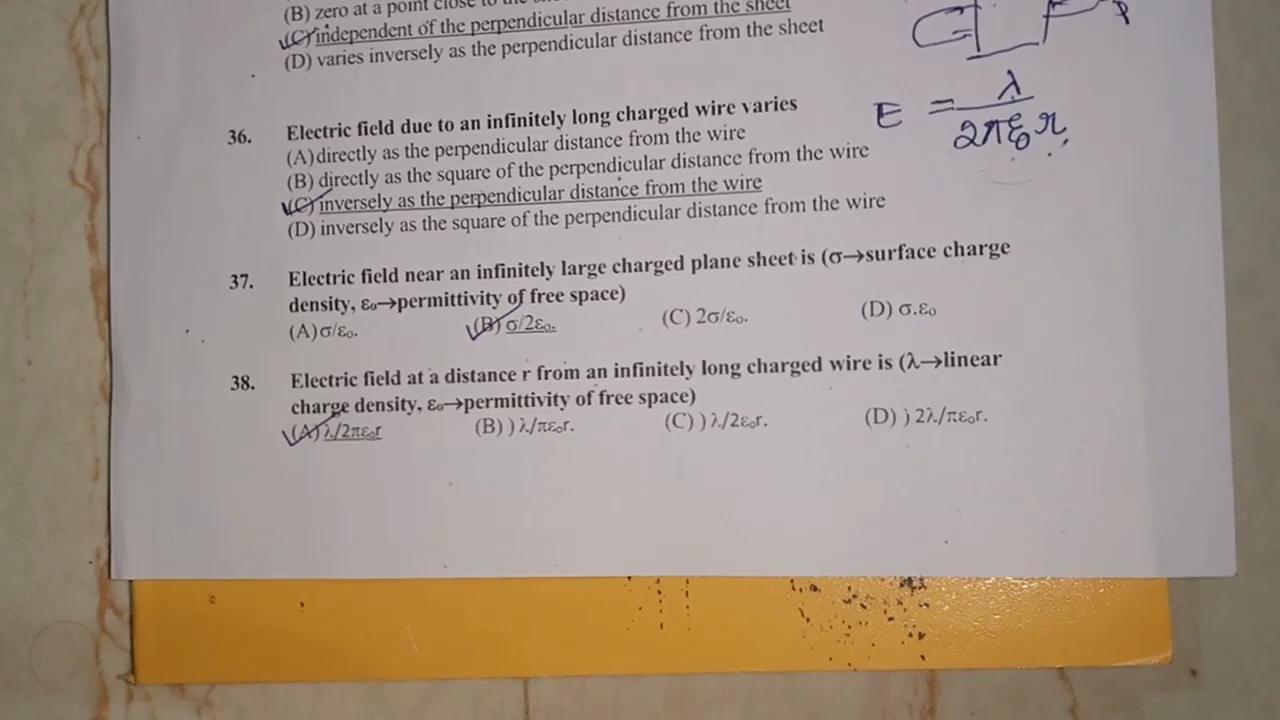 (B) zero at a point close to the
(C) independent of the perpendicular distance from the sheet
(D) varies inversely as the perpendicular distance from the sheet
36. Electric field due to an infinitely long charged wire varies
(A) directly as the perpendicular distance from the wire
(B) directly as the square of the perpendicular distance from the wire
(C) inversely as the perpendicular distance from the wire
(D) inversely as the square of the perpendicular distance from the wire
E = λ / 2πε₀r
37. Electric field near an infinitely large charged plane sheet is (σ→surface charge
density, ε₀→permittivity of free space)
(A) σ/ε₀. (B) σ/2ε₀. (C) 2σ/ε₀. (D) σ.ε₀
38. Electric field at a distance r from an infinitely long charged wire is (λ→linear
charge density, ε₀→permittivity of free space)
(A) λ/2πε₀r (B) ) λ/πε₀r. (C) ) λ/2ε₀r. (D) ) 2λ/πε₀r.